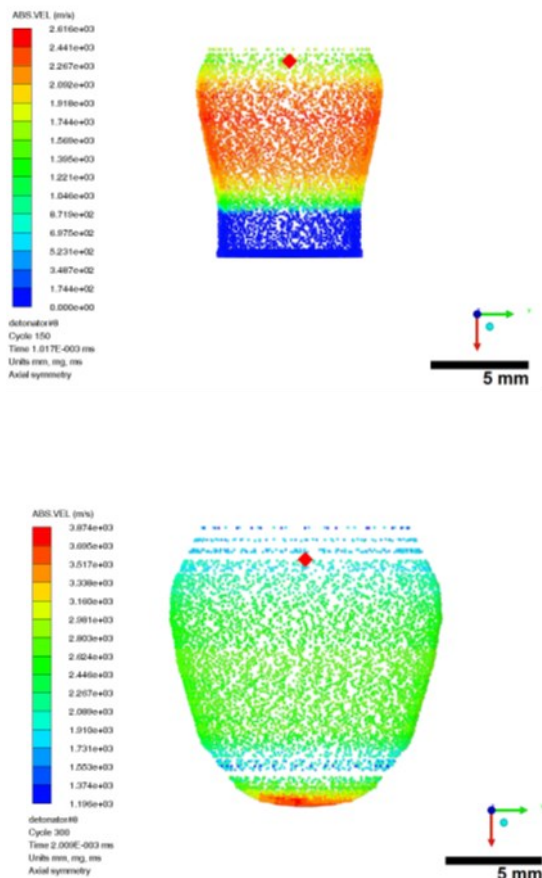 ABS.VEL (m/s)
2.616e+03
2.441e+03
2.267e+03
2.092e+03
1.918e+03
1.744e+03
1.569e+03
1.395e+03
1.221e+03
1.046e+03
8.719e+02
6.975e+02
5.231e+02
3.487e+02
1.744e+02
0.000e+00
detonator#8
Cycle 150
Time 1.017E-003 ms
Units mm, mg, ms
Axial symmetry
5 mm
ABS.VEL (m/s)
3.874e+03
3.695e+03
3.517e+03
3.338e+03
3.160e+03
2.981e+03
2.803e+03
2.624e+03
2.446e+03
2.267e+03
2.089e+03
1.910e+03
1.731e+03
1.553e+03
1.374e+03
1.196e+03
detonator#8
Cycle 300
Time 2.009E-003 ms
Units mm, mg, ms
Axial symmetry
5 mm